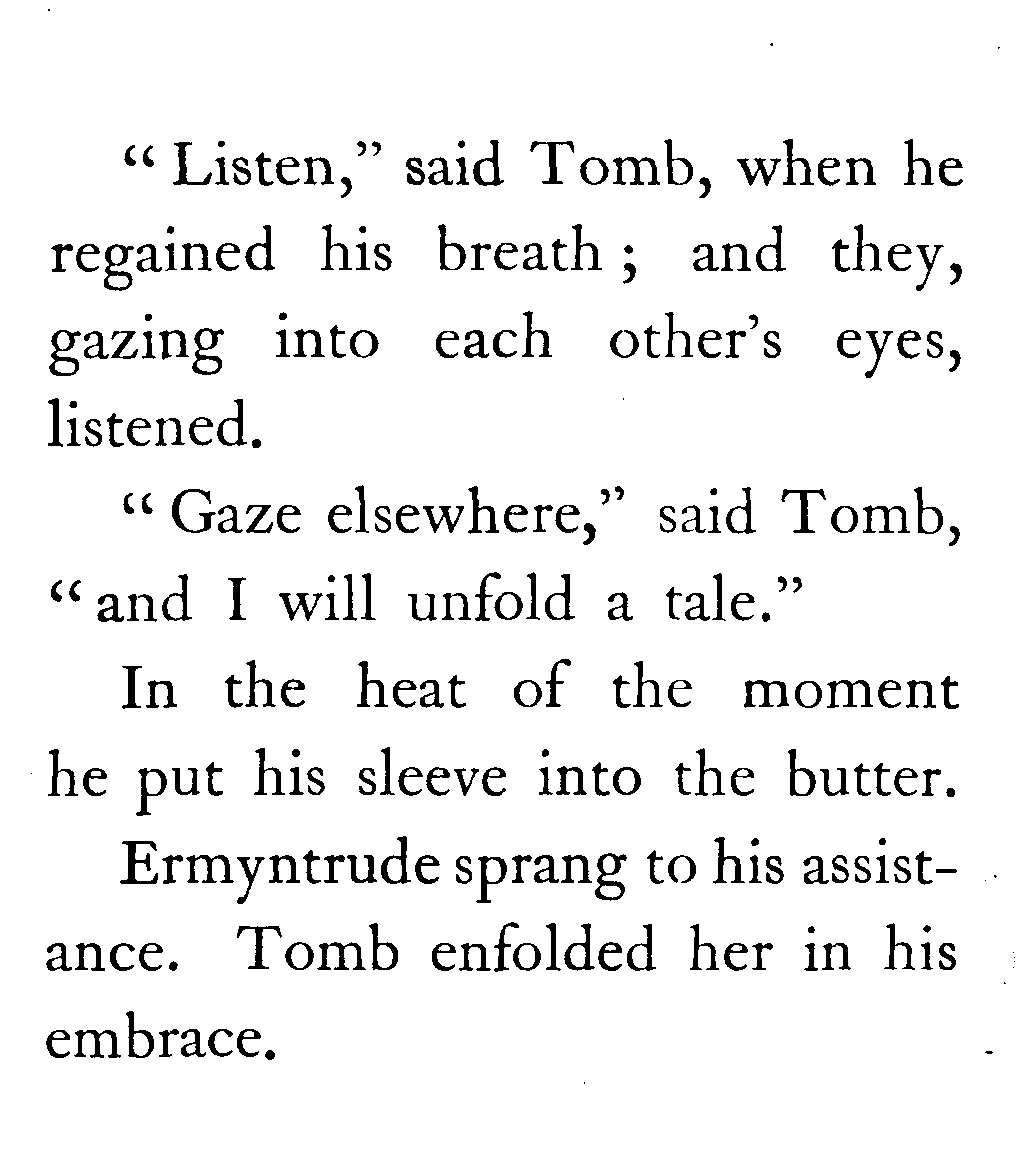 “ Listen,” said Tomb, when he
regained his breath ; and they,
gazing into each other’s eyes,
listened.
“ Gaze elsewhere,” said Tomb,
“ and I will unfold a tale.”
In the heat of the moment
he put his sleeve into the butter.
Ermyntrude sprang to his assist-
ance. Tomb enfolded her in his
embrace.